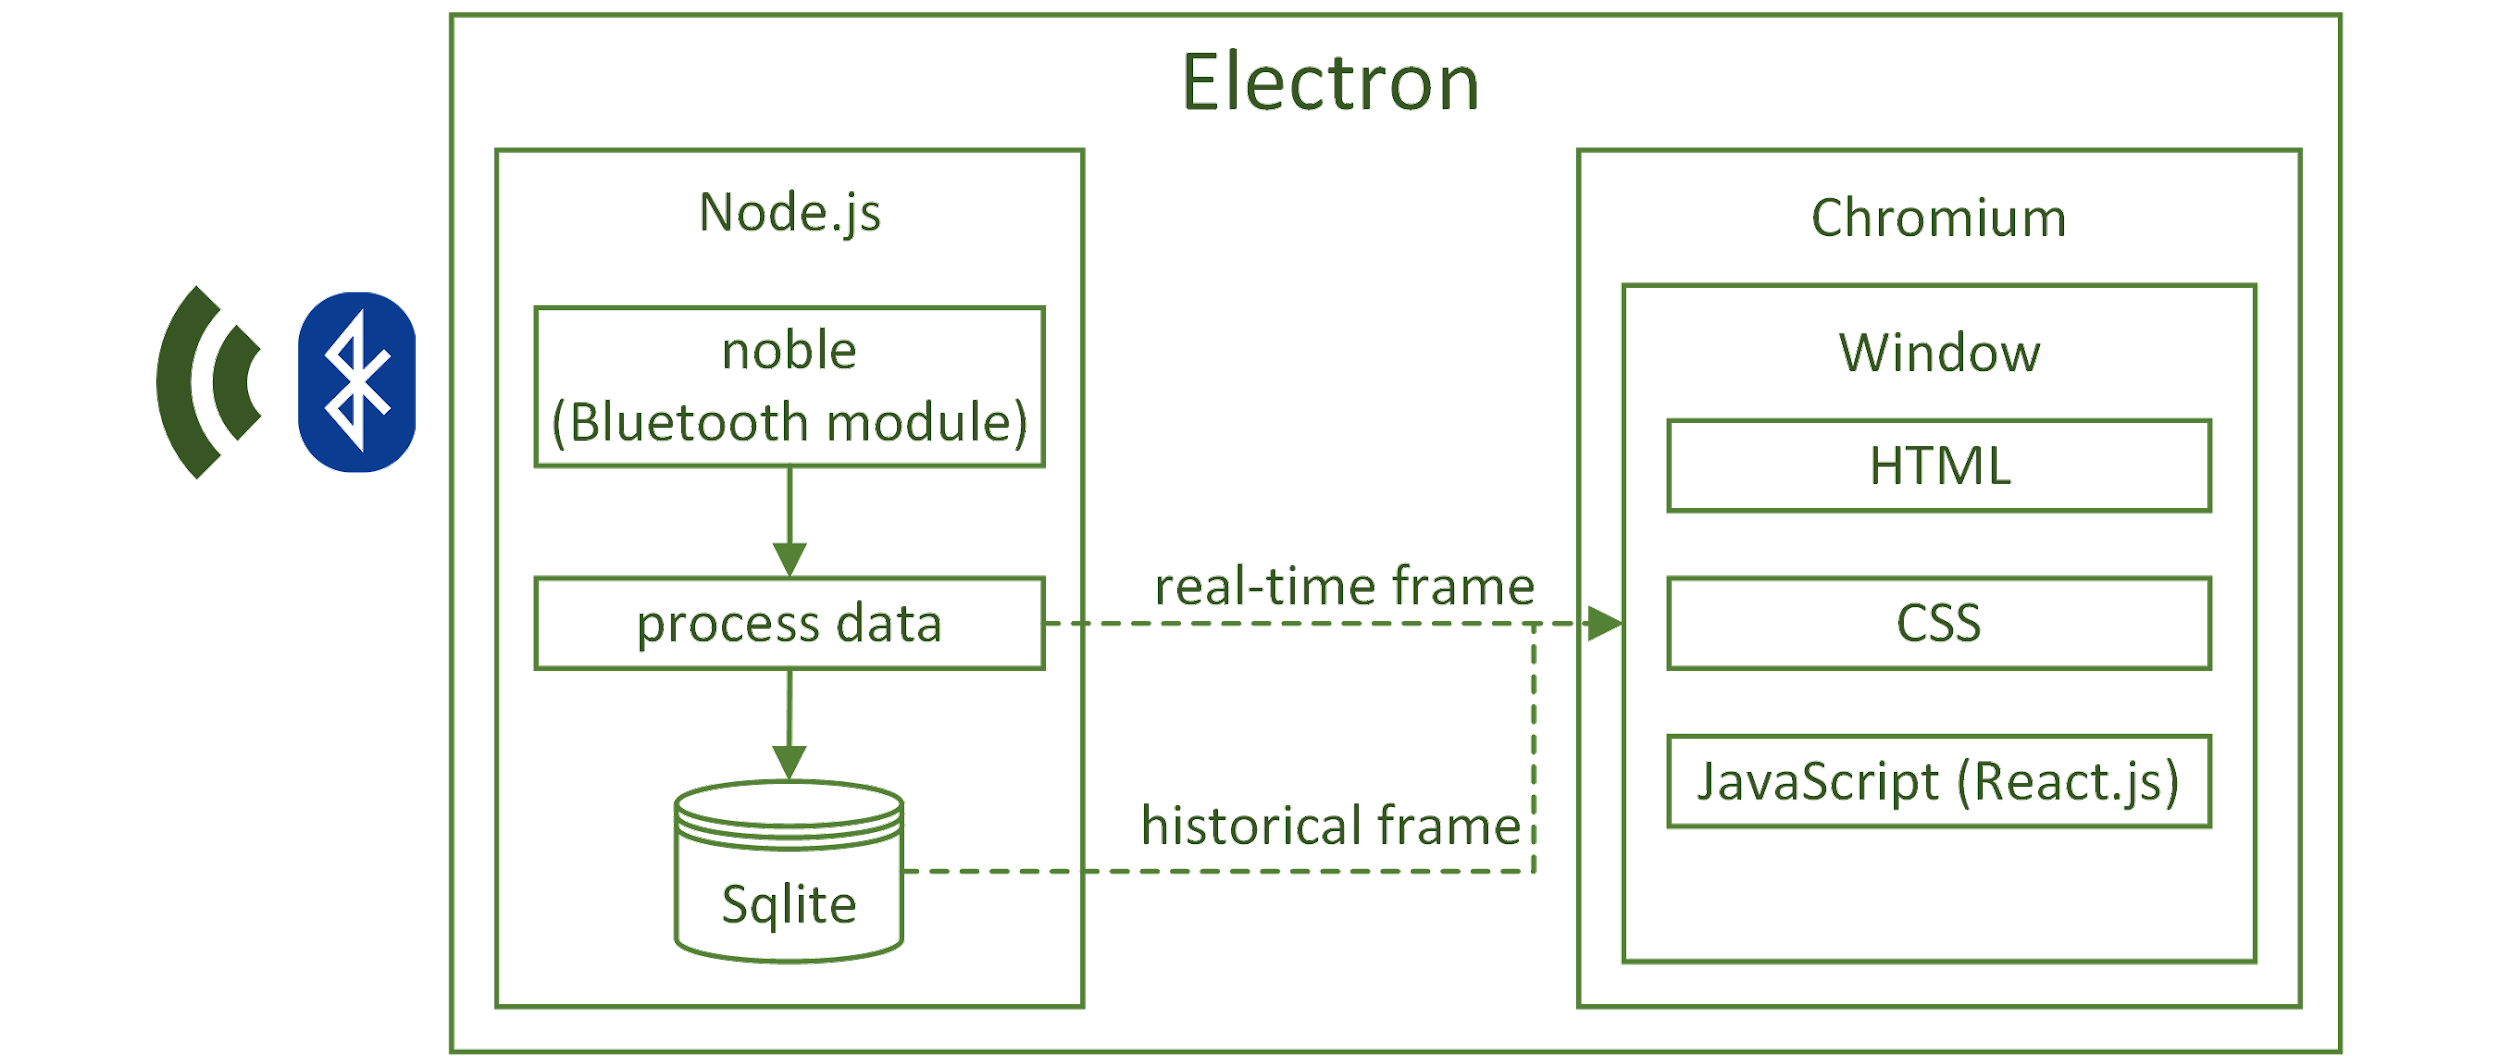 Electron
Node.js
noble
(Bluetooth module)
process data
Sqlite
real-time frame
historical frame
Chromium
Window
HTML
CSS
JavaScript (React.js)